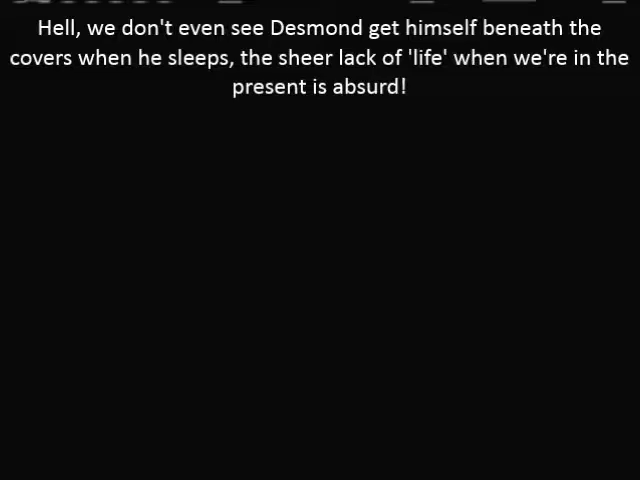 Hell, we don't even see Desmond get himself beneath the
covers when he sleeps, the sheer lack of 'life' when we're in the
present is absurd!